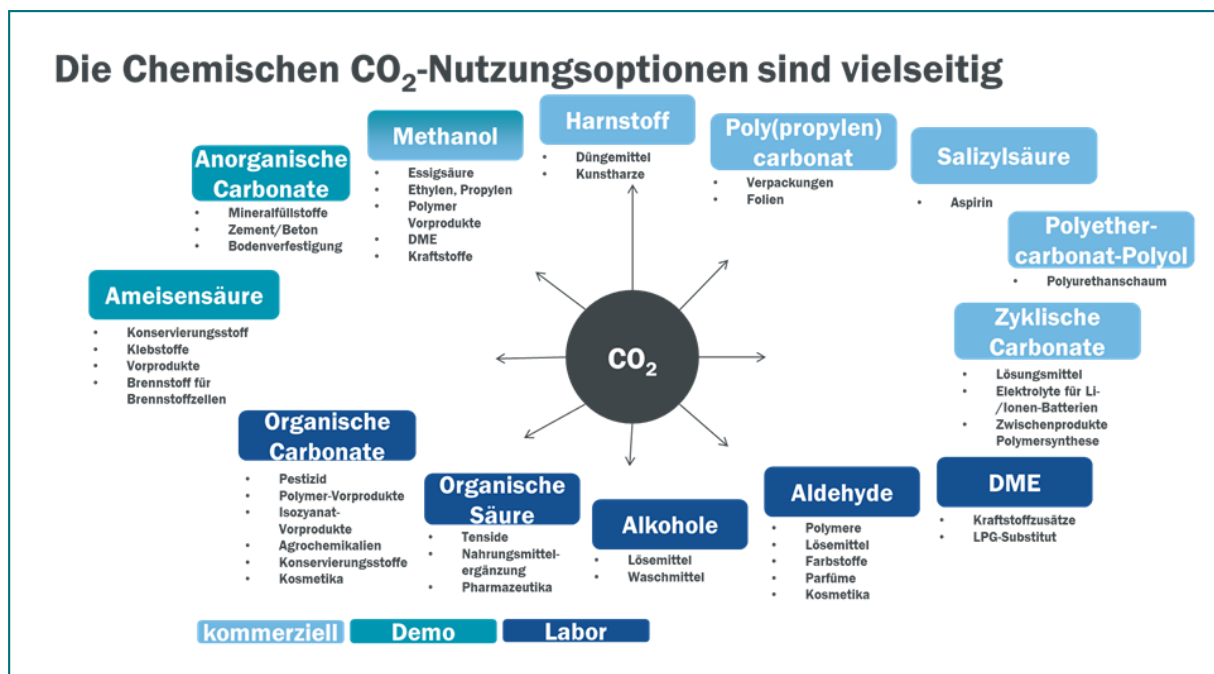 Die Chemischen CO₂-Nutzungsoptionen sind vielseitig
Harnstoff
• Düngemittel
• Kunstharze
Poly(propylen)
carbonat
• Verpackungen
• Folien
Salizylsäure
• Aspirin
Polyether-
carbonat-Polyol
• Polyurethanschaum
Zyklische
Carbonate
• Lösungsmittel
• Elektrolyte für Li-
/Ionen-Batterien
• Zwischenprodukte
Polymersynthese
DME
• Kraftstoffzusätze
• LPG-Substitut
Aldehyde
• Polymere
• Lösemittel
• Farbstoffe
• Parfüme
• Kosmetika
Alkohole
• Lösemittel
• Waschmittel
Organische
Säure
• Tenside
• Nahrungsmittel-
ergänzung
• Pharmazeutika
Organische
Carbonate
• Pestizid
• Polymer-Vorprodukte
• Isozyanat-
Vorprodukte
• Agrochemikalien
• Konservierungsstoffe
• Kosmetika
Ameisensäure
• Konservierungsstoff
• Klebstoffe
• Vorprodukte
• Brennstoff für
Brennstoffzellen
Anorganische
Carbonate
• Mineralfüllstoffe
• Zement/Beton
• Bodenverfestigung
Methanol
• Essigsäure
• Ethylen, Propylen
• Polymer
Vorprodukte
• DME
• Kraftstoffe
CO₂
kommerziell
Demo
Labor